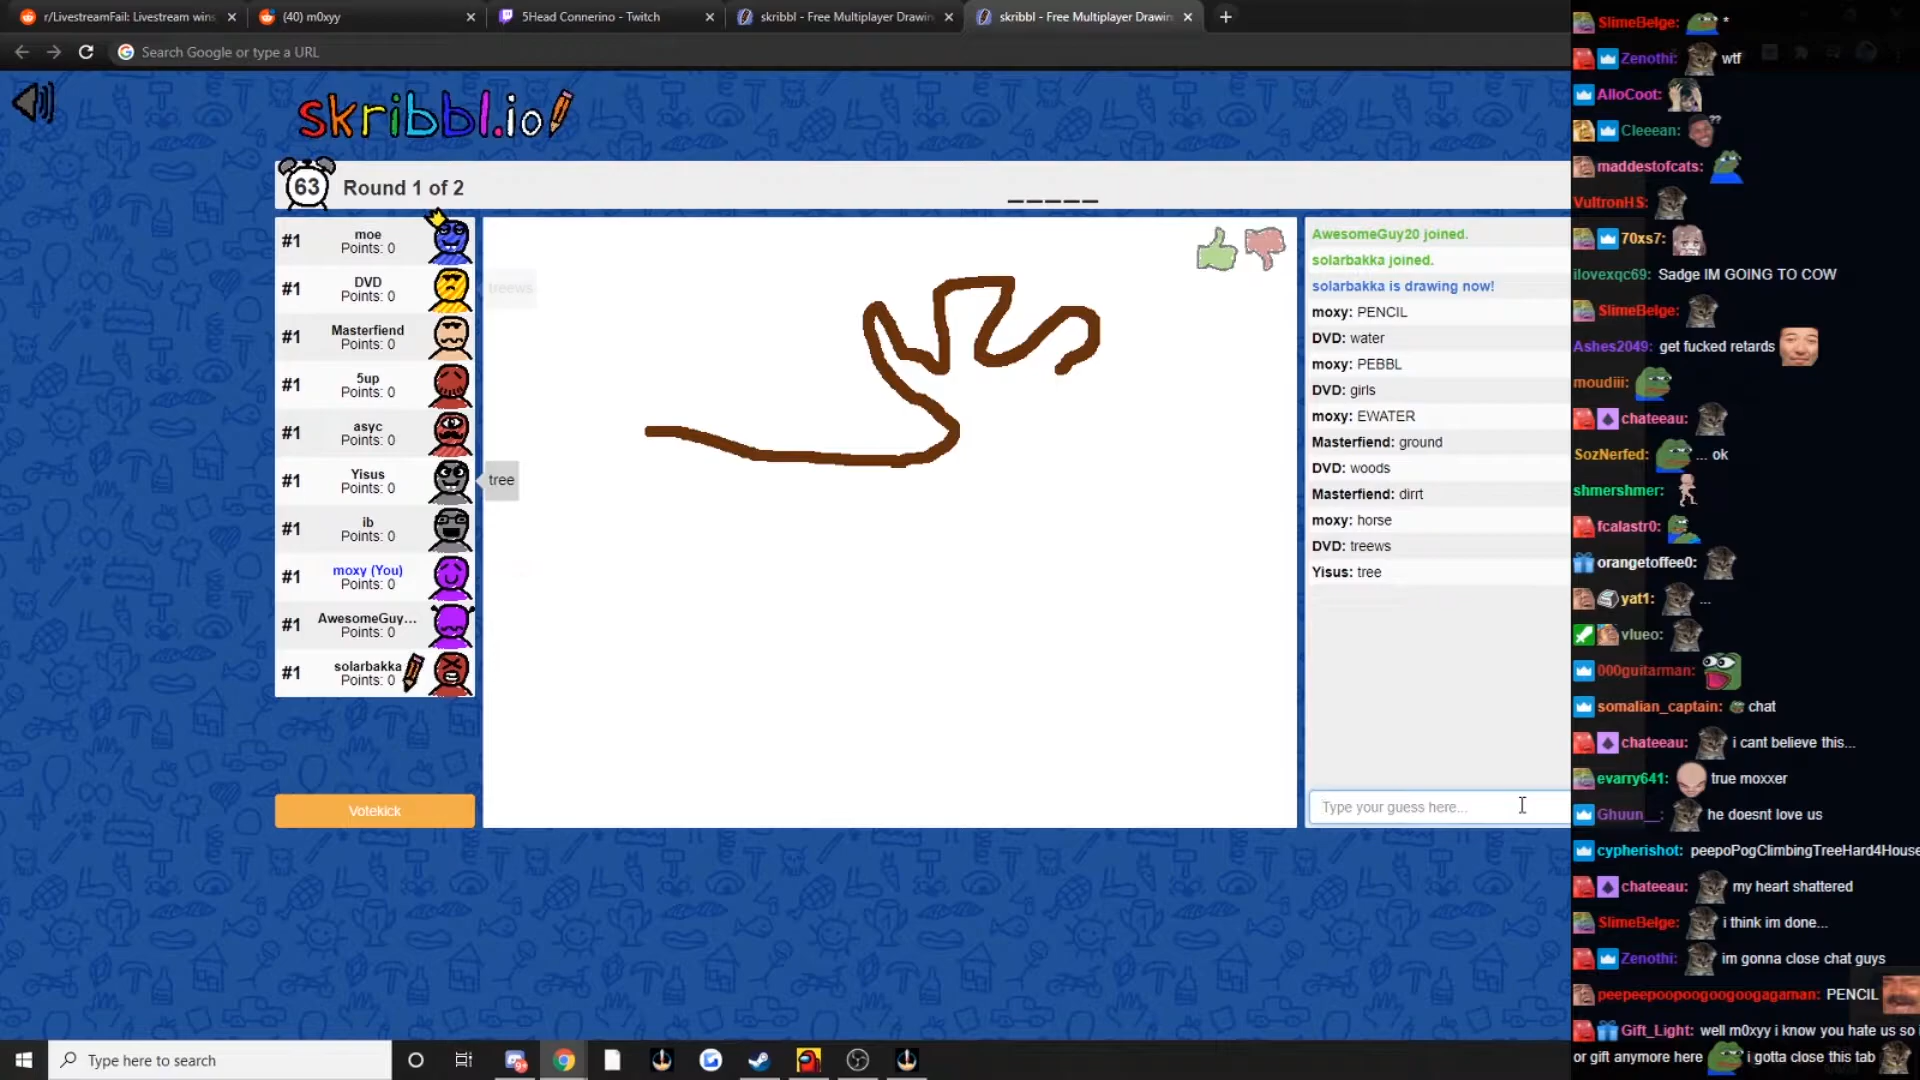 r/LivestreamFail: Livestream wins
(40) m0xyy
5Head Connerino - Twitch
skribbl - Free Multiplayer Drawin
skribbl - Free Multiplayer Drawin
Search Google or type a URL
skribbl.io
63
Round 1 of 2
_____
#1 moe
Points: 0
#1 DVD
Points: 0
treews
#1 Masterfiend
Points: 0
#1 5up
Points: 0
#1 asyc
Points: 0
#1 Yisus
Points: 0
tree
#1 ib
Points: 0
#1 moxy (You)
Points: 0
#1 AwesomeGuy...
Points: 0
#1 solarbakka
Points: 0
Votekick
AwesomeGuy20 joined.
solarbakka joined.
solarbakka is drawing now!
moxy: PENCIL
DVD: water
moxy: PEBBL
DVD: girls
moxy: EWATER
Masterfiend: ground
DVD: woods
Masterfiend: dirrt
moxy: horse
DVD: treews
Yisus: tree
Type your guess here...
SlimeBelge: *
Zenothi: wtf
AlloCoot:
Cleeean: ??
maddestofcats:
VultronHS:
70xs7:
ilovexqc69: Sadge IM GOING TO COW
SlimeBelge:
Ashes2049: get fucked retards
moudiii:
chateeau:
SozNerfed: ... ok
shmershmer:
fcalastr0:
orangetoffee0:
yat1: ...
vlueo:
000guitarman:
somalian_captain: chat
chateeau: i cant believe this...
evarry641: true moxxer
Ghuun__: he doesnt love us
cypherishot: peepoPogClimbingTreeHard4House
chateeau: my heart shattered
SlimeBelge: i think im done...
Zenothi: im gonna close chat guys
peepeepoopoogoogoogagaman: PENCIL
Gift_Light: well m0xyy i know you hate us so i
or gift anymore here i gotta close this tab
Type here to search